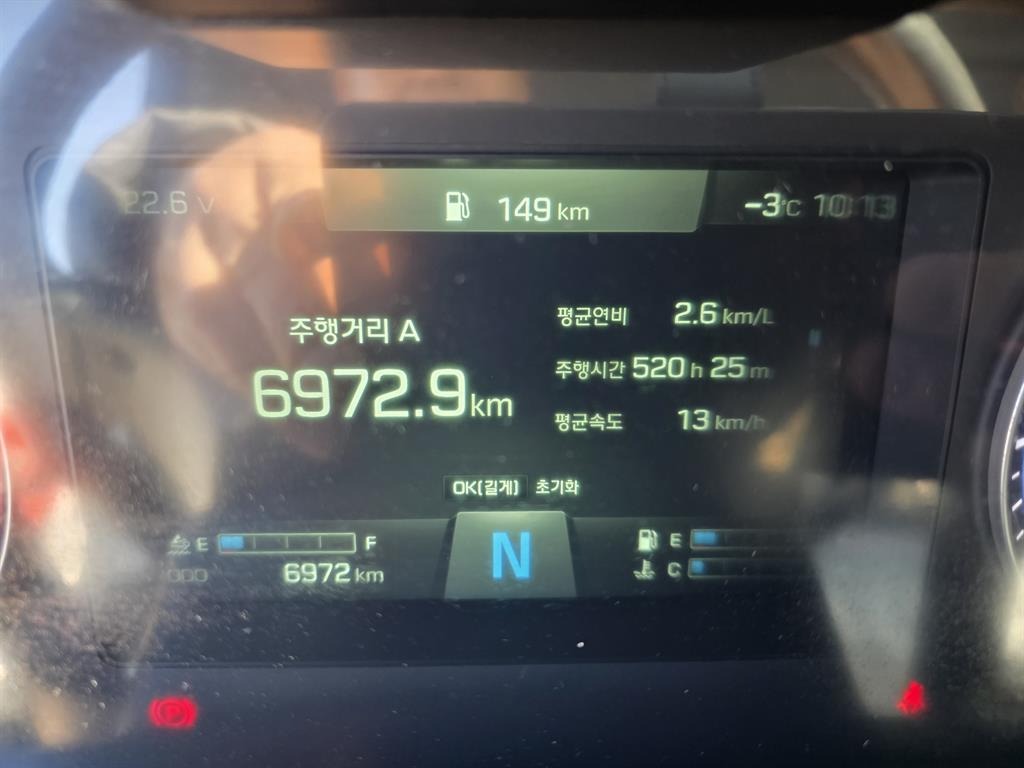 22.6 V
149 km
-3°C 10:13
주행거리 A
6972.9 km
평균연비 2.6 km/L
주행시간 520 h 25 m
평균속도 13 km/h
OK(길게) 초기화
E F
6972 km
N
E
C
P